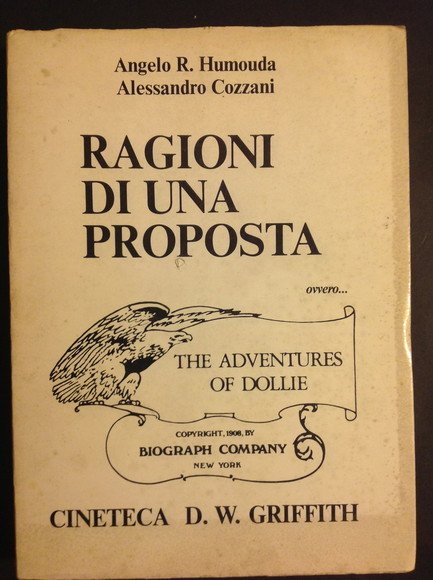 Angelo R. Humouda
Alessandro Cozzani
RAGIONI
DI UNA
PROPOSTA
ovvero...
THE ADVENTURES
OF DOLLIE
COPYRIGHT, 1908, BY
BIOGRAPH COMPANY
NEW YORK
CINETECA D. W. GRIFFITH